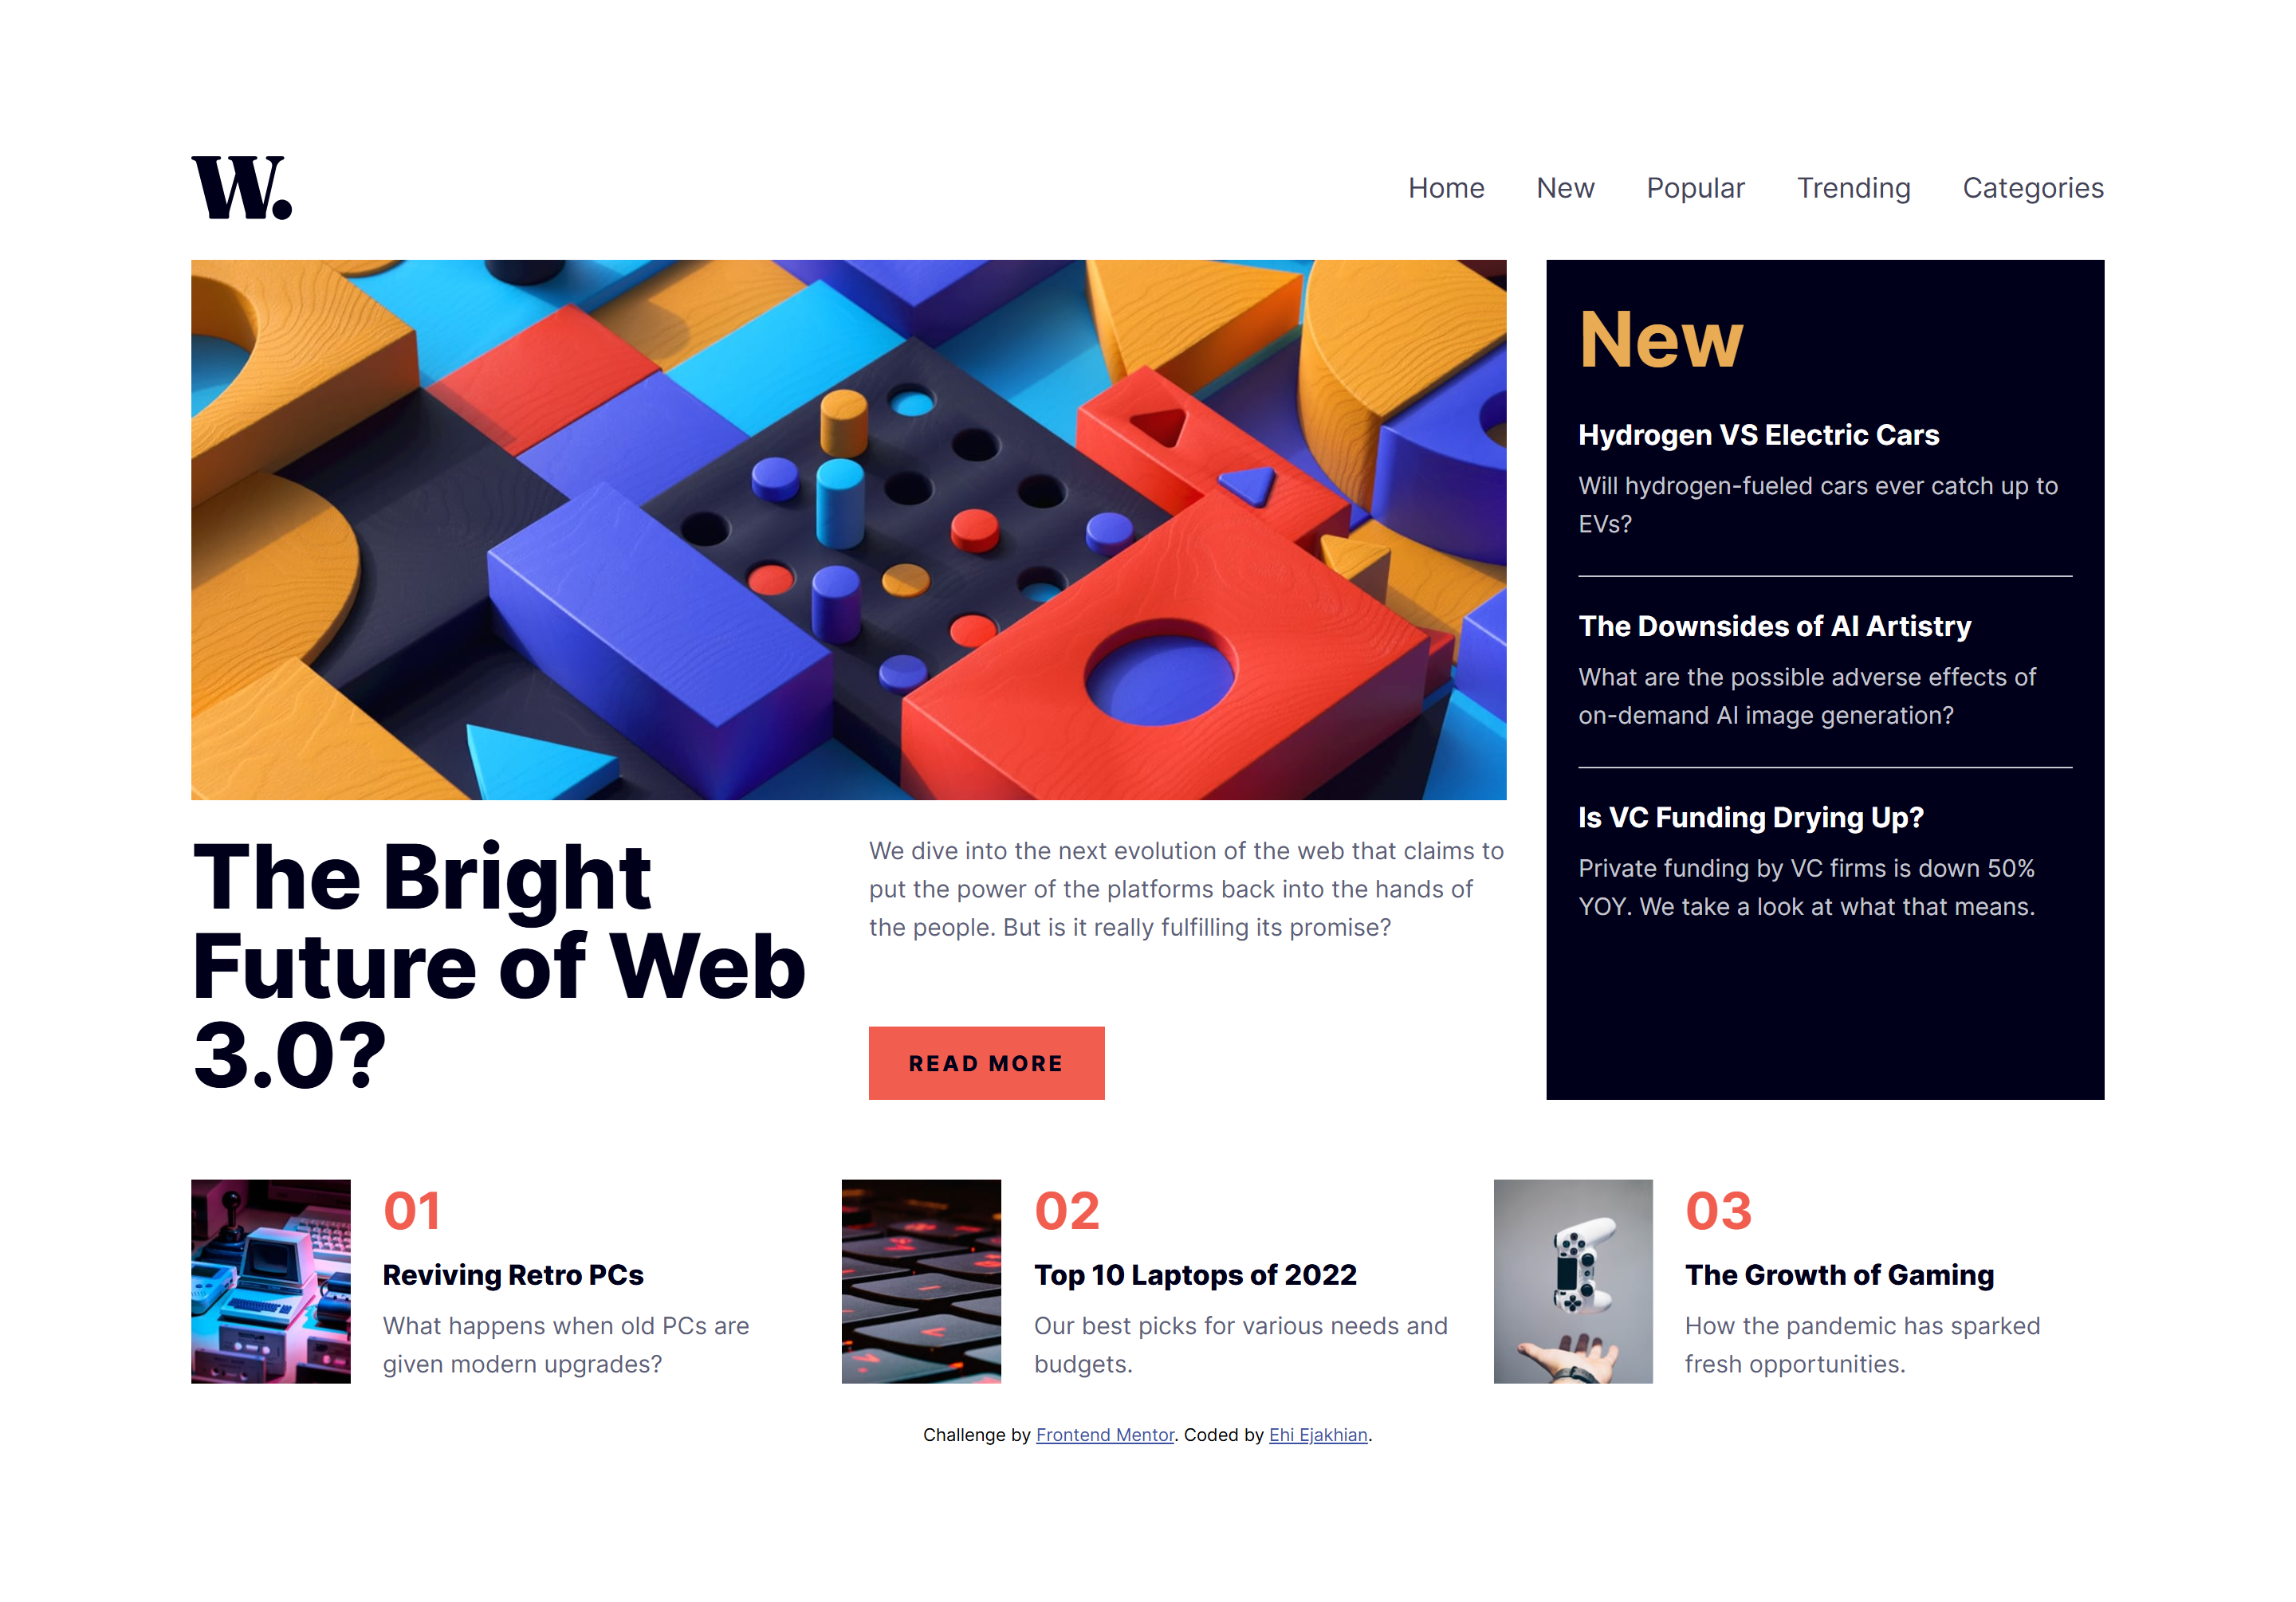 W.
Home New Popular Trending Categories
The Bright
Future of Web
3.0?
We dive into the next evolution of the web that claims to
put the power of the platforms back into the hands of
the people. But is it really fulfilling its promise?
READ MORE
New
Hydrogen VS Electric Cars
Will hydrogen-fueled cars ever catch up to
EVs?
The Downsides of AI Artistry
What are the possible adverse effects of
on-demand AI image generation?
Is VC Funding Drying Up?
Private funding by VC firms is down 50%
YOY. We take a look at what that means.
01
Reviving Retro PCs
What happens when old PCs are
given modern upgrades?
02
Top 10 Laptops of 2022
Our best picks for various needs and
budgets.
03
The Growth of Gaming
How the pandemic has sparked
fresh opportunities.
Challenge by Frontend Mentor. Coded by Ehi Ejakhian.